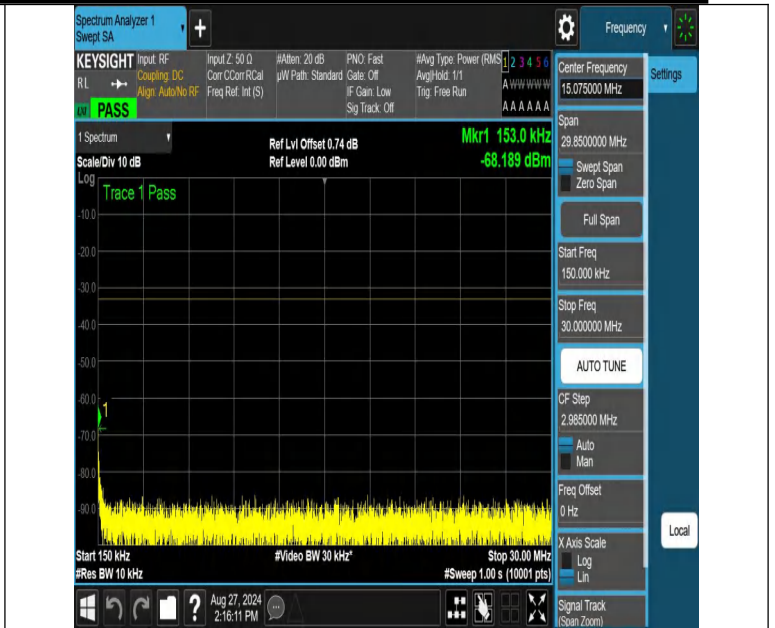 Spectrum Analyzer 1
Swept SA
+
Frequency
KEYSIGHT
RL
PASS
Input: RF
Coupling: DC
Align: Auto/No RF
Input Z: 50 Ω
Corr CCorr RCal
Freq Ref: Int (S)
#Atten: 20 dB
µW Path: Standard
PNO: Fast
Gate: Off
IF Gain: Low
Sig Track: Off
#Avg Type: Power (RMS
Avg|Hold: 1/1
Trig: Free Run
1 2 3 4 5 6
A W W W W W
A A A A A A
1 Spectrum
Scale/Div 10 dB
Log
Ref Lvl Offset 0.74 dB
Ref Level 0.00 dBm
Mkr1 153.0 kHz
-68.189 dBm
Trace 1 Pass
-10.0
-20.0
-30.0
-40.0
-50.0
-60.0
-70.0
-80.0
-90.0
1
Start 150 kHz
#Res BW 10 kHz
#Video BW 30 kHz*
Stop 30.00 MHz
#Sweep 1.00 s (10001 pts)
?
Aug 27, 2024
2:16:11 PM
Center Frequency
15.075000 MHz
Span
29.8500000 MHz
Swept Span
Zero Span
Full Span
Start Freq
150.000 kHz
Stop Freq
30.000000 MHz
AUTO TUNE
CF Step
2.985000 MHz
Auto
Man
Freq Offset
0 Hz
X Axis Scale
Log
Lin
Signal Track
(Span Zoom)
Settings
Local